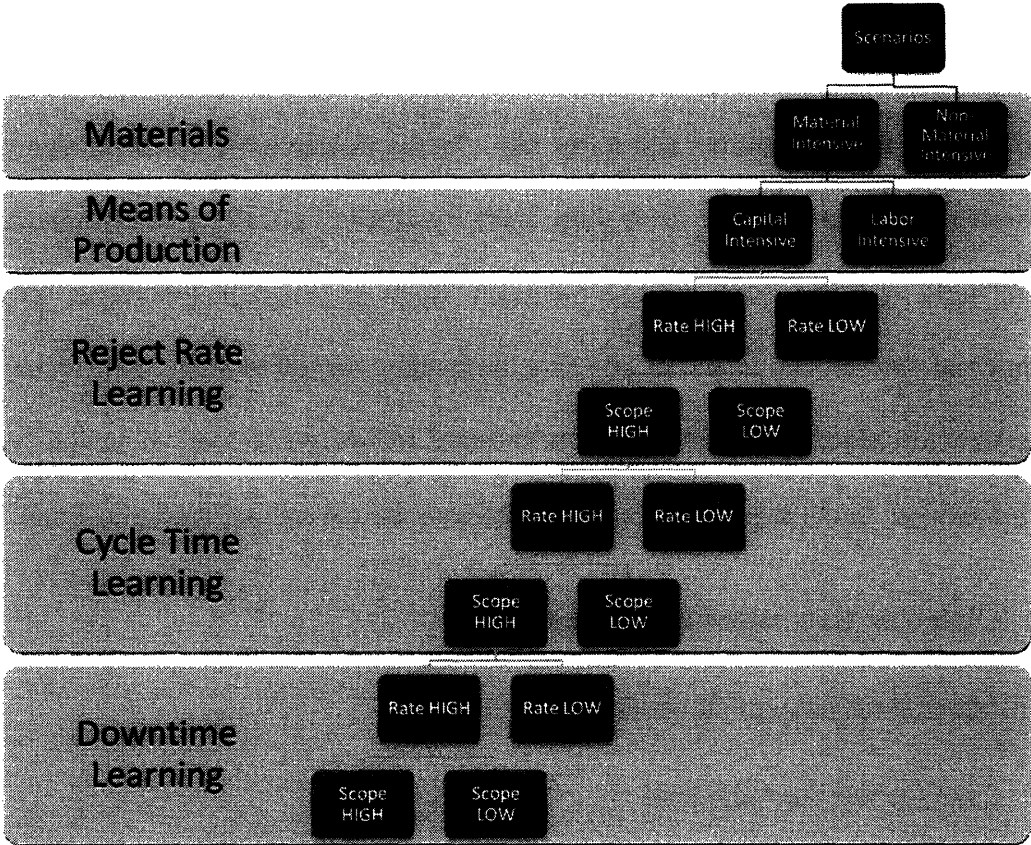 Scenarios
Materials
Material
Intensive
Non-
Material
Intensive
Means of
Production
Capital
Intensive
Labor
Intensive
Reject Rate
Learning
Rate HIGH
Rate LOW
Scope
HIGH
Scope
LOW
Cycle Time
Learning
Rate HIGH
Rate LOW
Scope
HIGH
Scope
LOW
Downtime
Learning
Rate HIGH
Rate LOW
Scope
HIGH
Scope
LOW